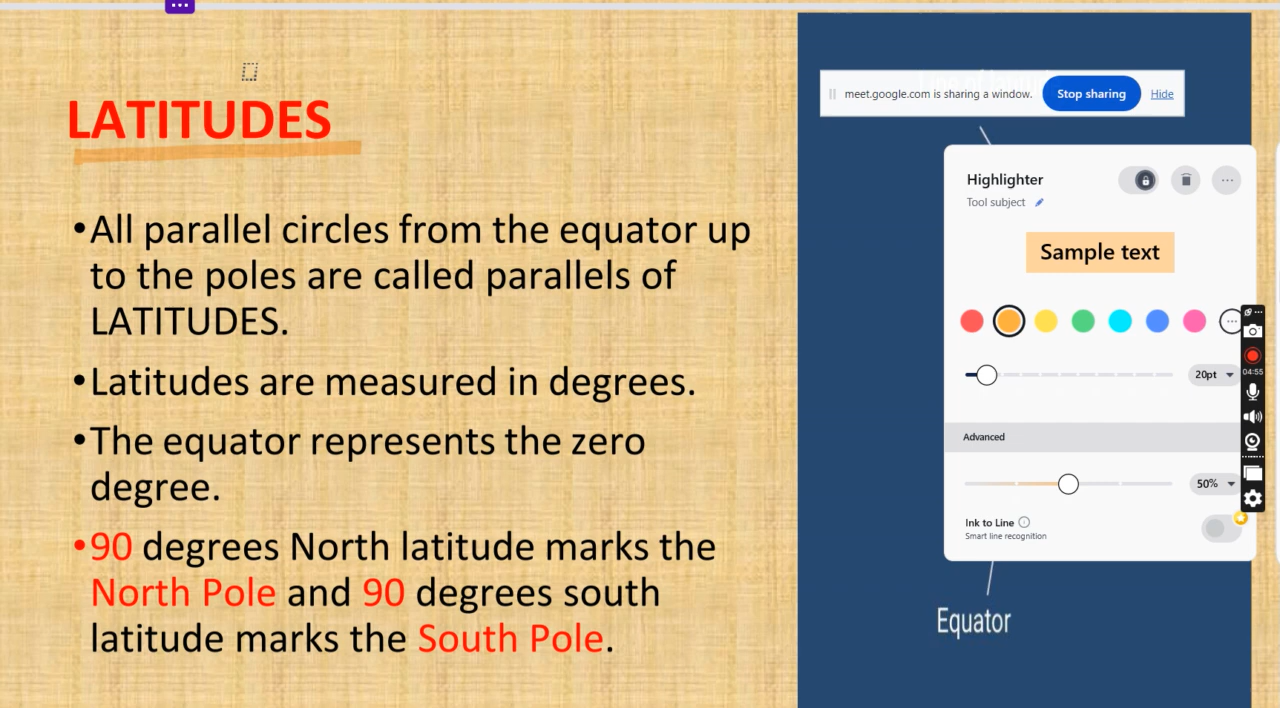 LATITUDES
•All parallel circles from the equator up
to the poles are called parallels of
LATITUDES.
•Latitudes are measured in degrees.
•The equator represents the zero
degree.
•90 degrees North latitude marks the
North Pole and 90 degrees south
latitude marks the South Pole.
meet.google.com is sharing a window. Stop sharing Hide
Highlighter
Tool subject
Sample text
20pt
04:55
Advanced
50%
Ink to Line
Smart line recognition
Equator